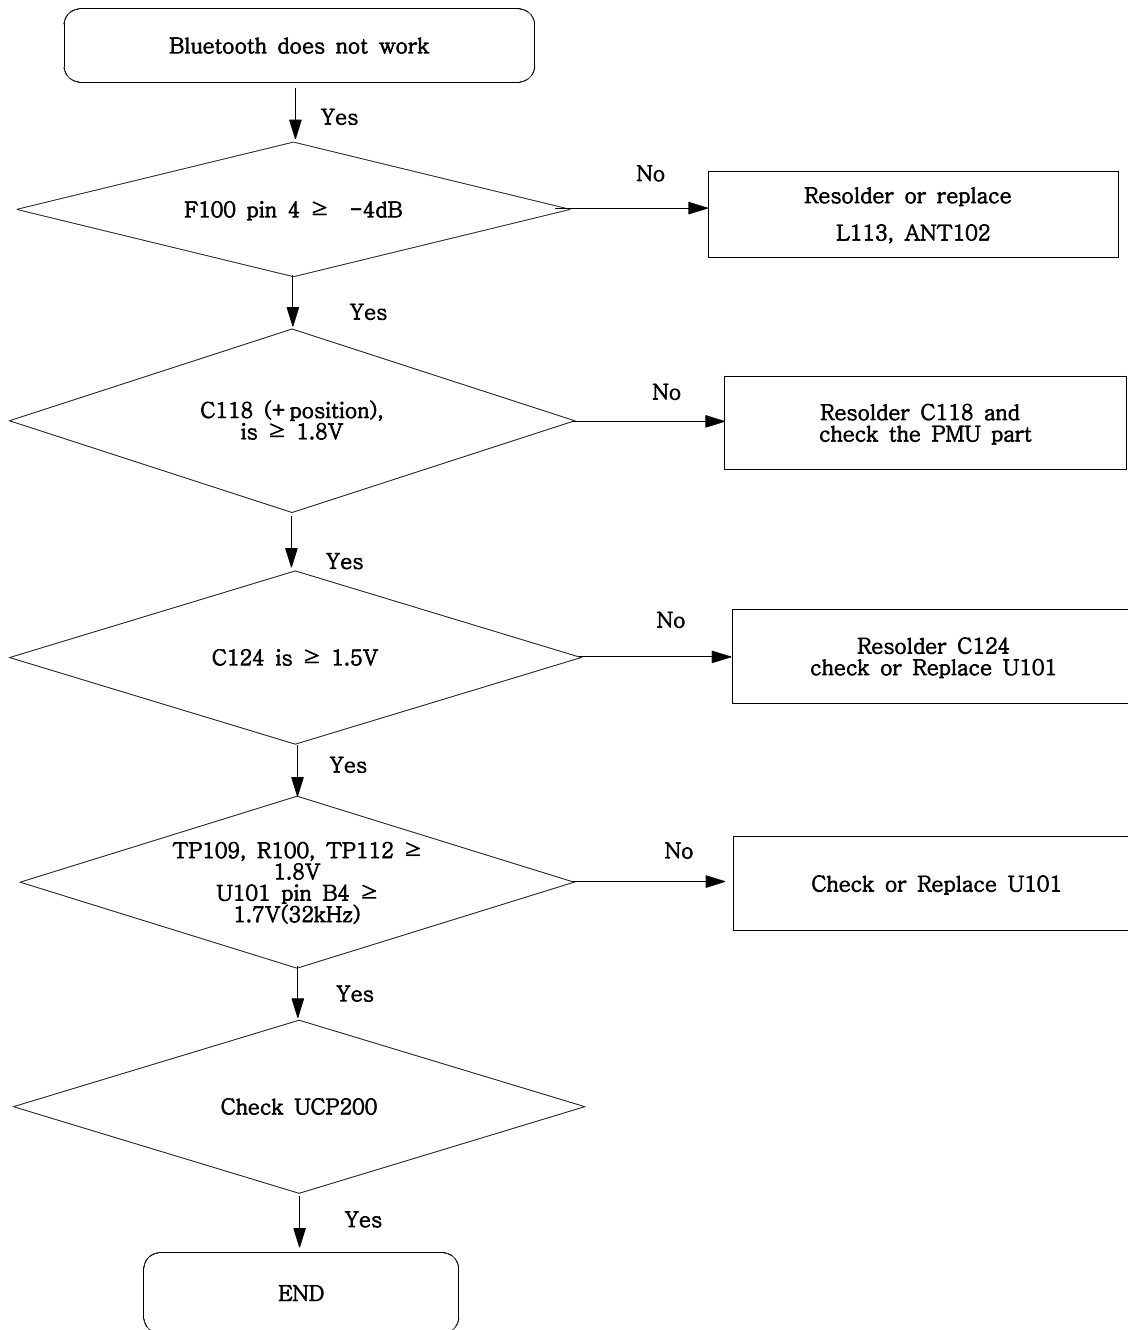 Bluetooth does not work
Yes
F100 pin 4 ≥ -4dB
No
Resolder or replace
L113, ANT102
Yes
C118 (+position),
is ≥ 1.8V
No
Resolder C118 and
check the PMU part
Yes
C124 is ≥ 1.5V
No
Resolder C124
check or Replace U101
Yes
TP109, R100, TP112 ≥
1.8V
U101 pin B4 ≥
1.7V(32kHz)
No
Check or Replace U101
Yes
Check UCP200
Yes
END